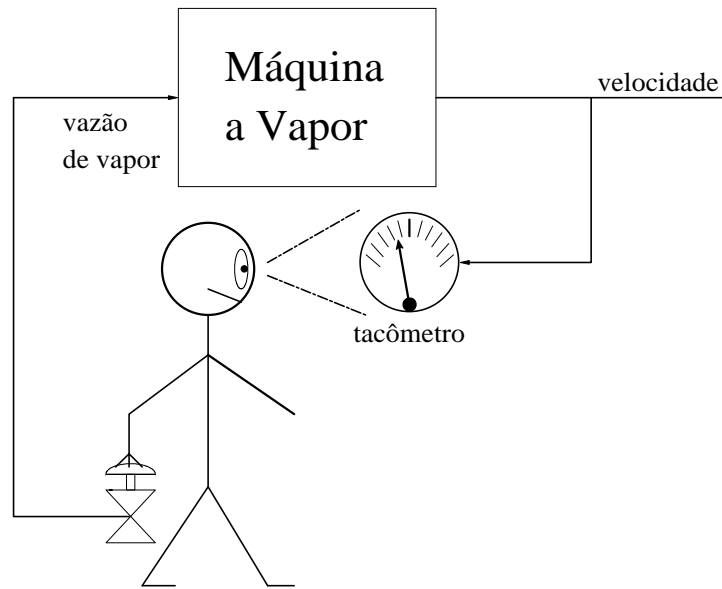 Máquina
a Vapor
velocidade
vazão
de vapor
tacômetro